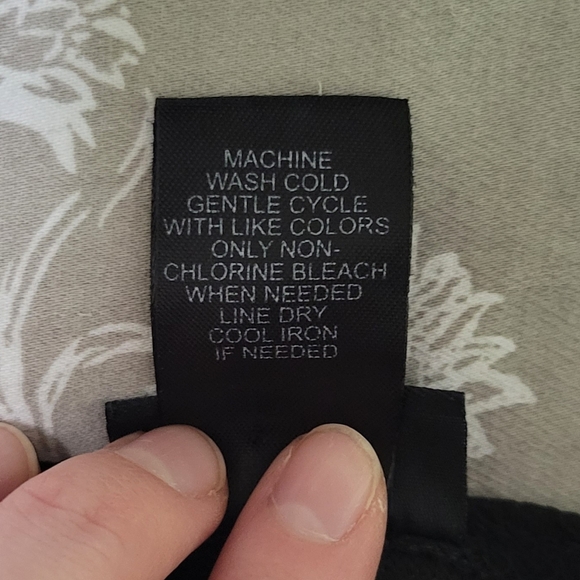 MACHINE
WASH COLD
GENTLE CYCLE
WITH LIKE COLORS
ONLY NON-
CHLORINE BLEACH
WHEN NEEDED
LINE DRY
COOL IRON
IF NEEDED